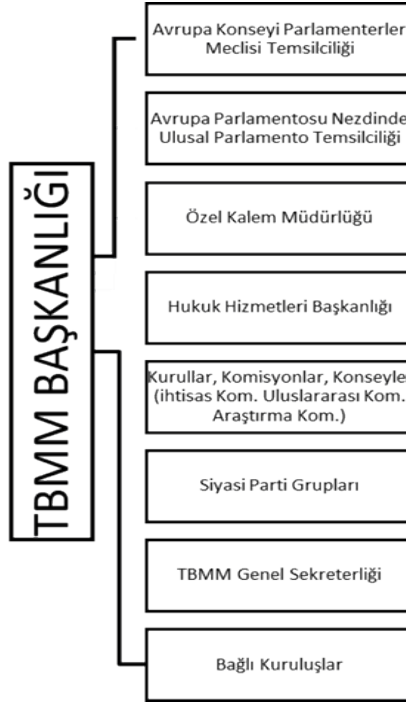 TBMM BAŞKANLIĞI
Avrupa Konseyi Parlamenterler
Meclisi Temsilciliği
Avrupa Parlamentosu Nezdinde
Ulusal Parlamento Temsilciliği
Özel Kalem Müdürlüğü
Hukuk Hizmetleri Başkanlığı
Kurullar, Komisyonlar, Konseyle
(ihtisas Kom. Uluslararası Kom.
Araştırma Kom.)
Siyasi Parti Grupları
TBMM Genel Sekreterliği
Bağlı Kuruluşlar